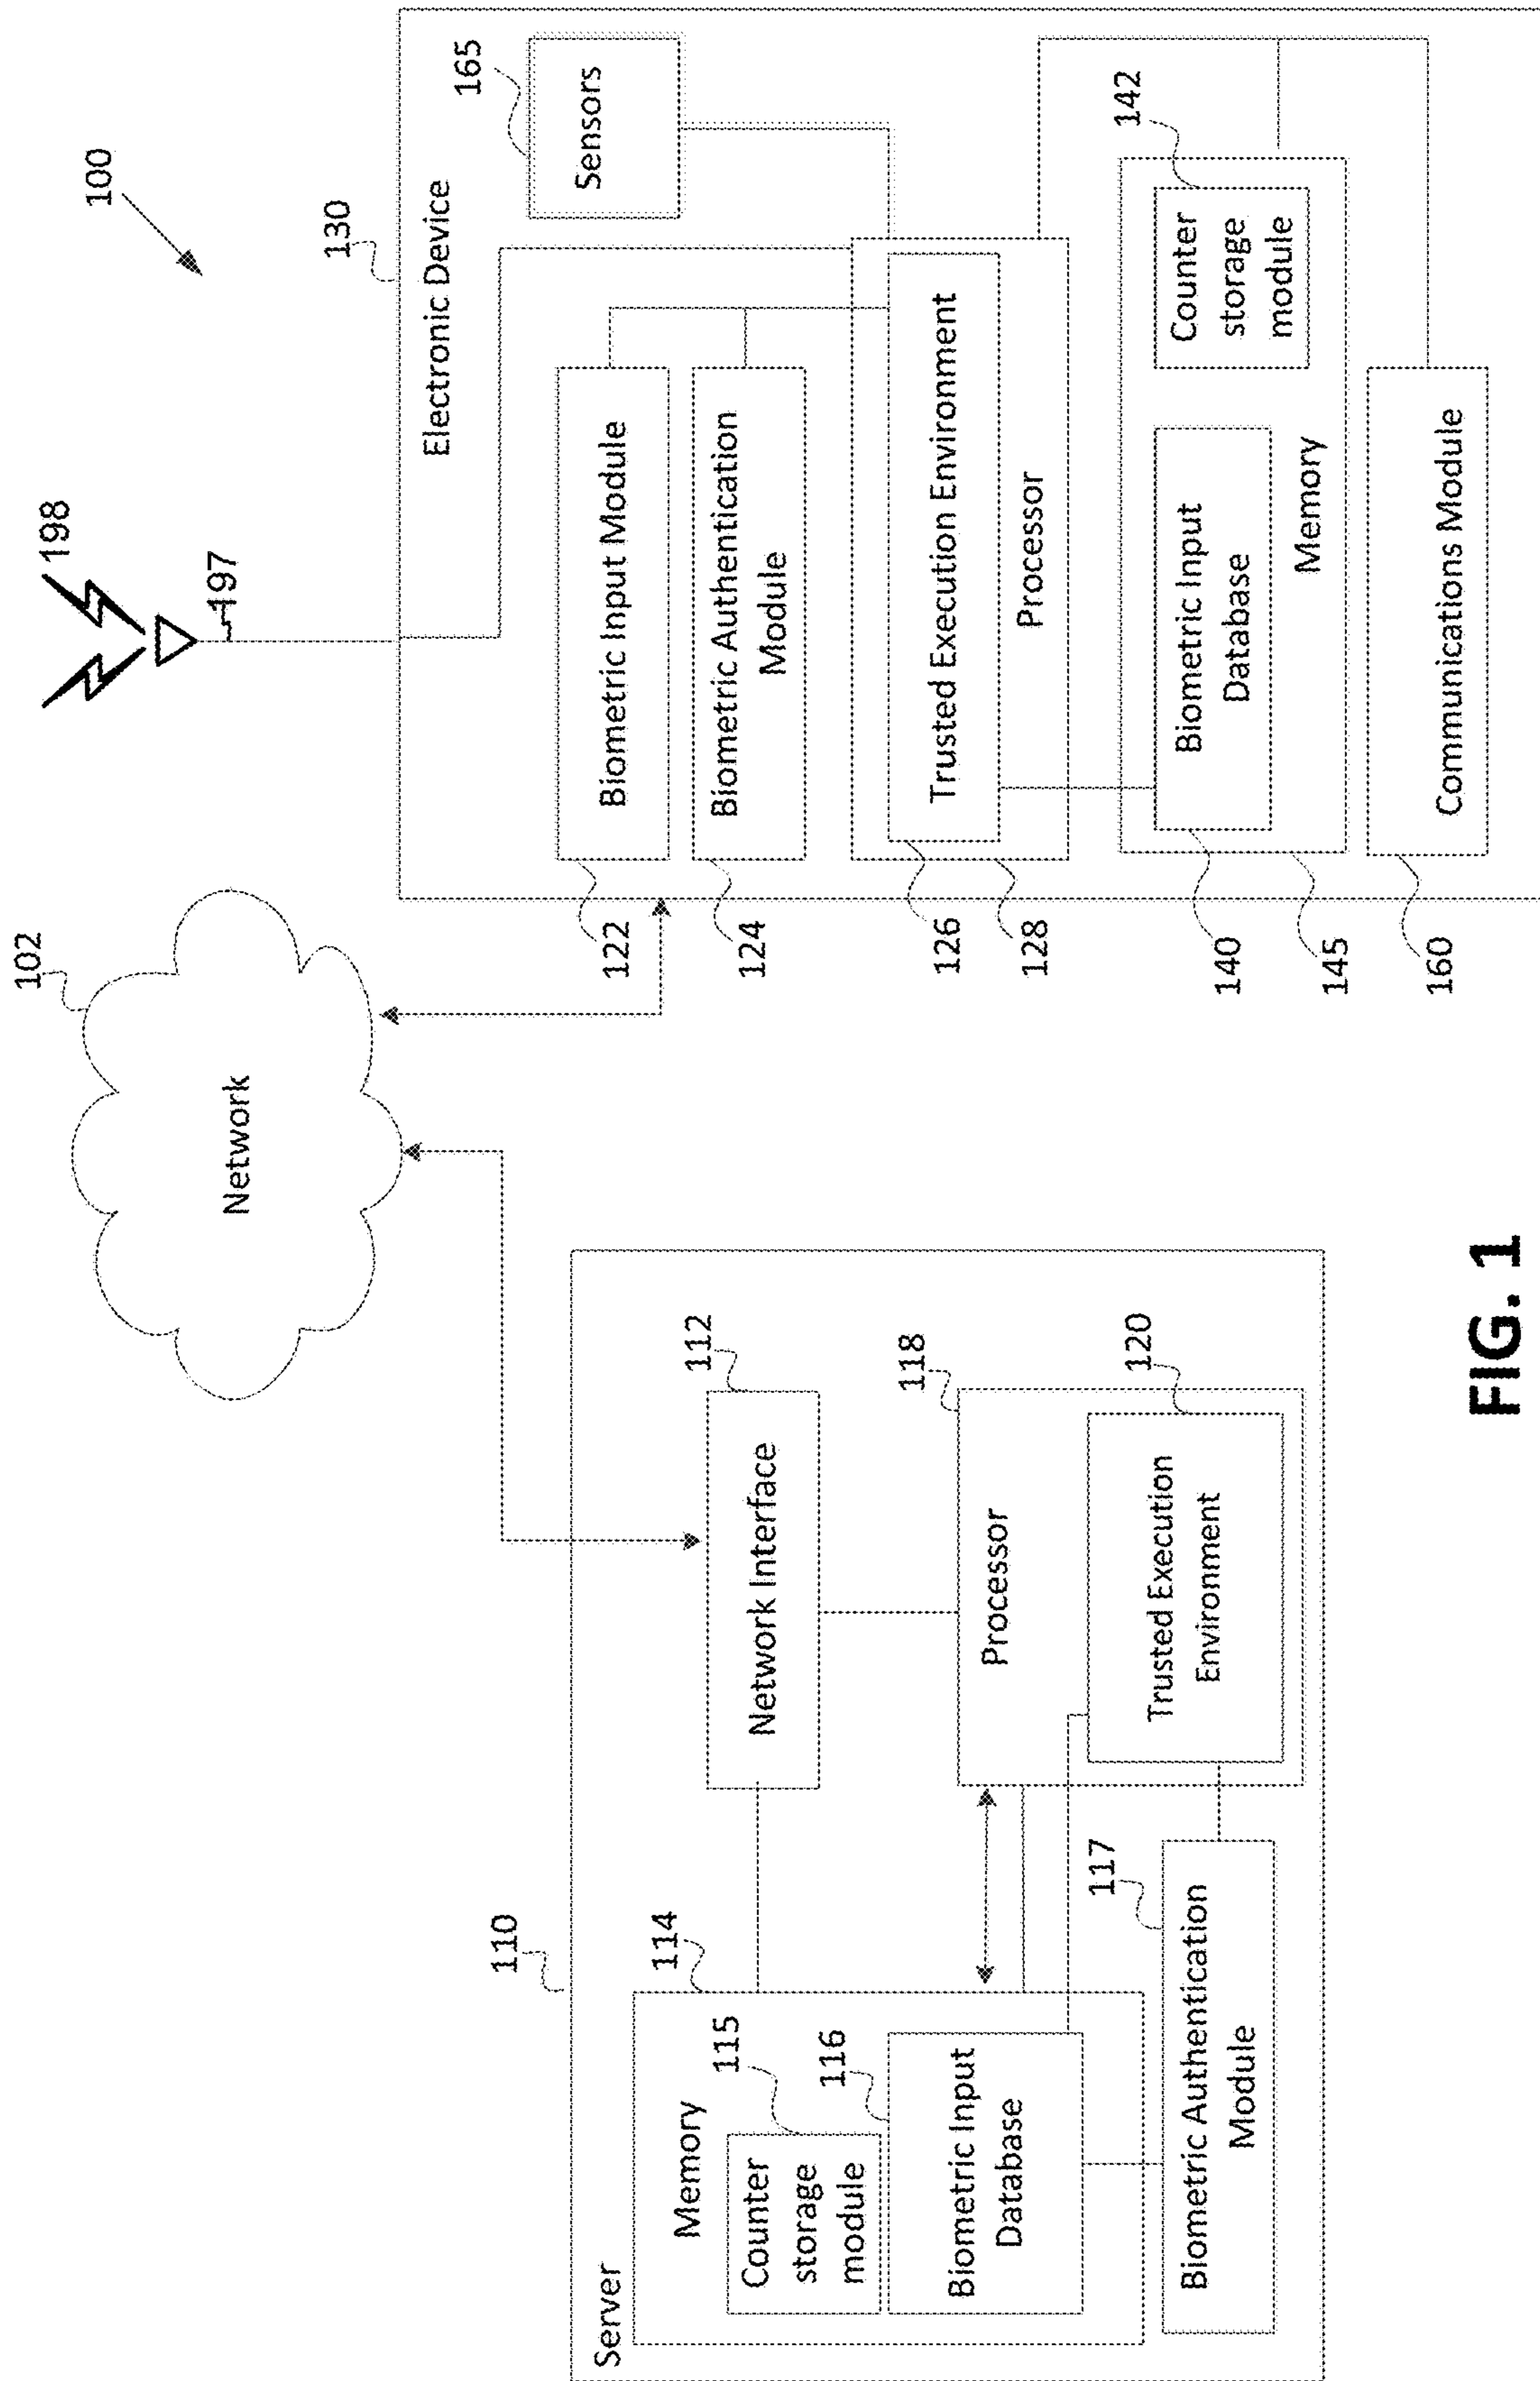 100
198
197
102
Network
130
Electronic Device
165
Sensors
Biometric Input Module
122
Biometric Authentication
Module
124
Trusted Execution Environment
126
Processor
128
142
Counter
storage
module
Biometric Input
Database
140
Memory
145
Communications Module
160
110
Server
112
Network Interface
114
Memory
115
Counter
storage
module
116
Biometric Input
Database
118
Processor
120
Trusted Execution
Environment
117
Biometric Authentication
Module
FIG. 1